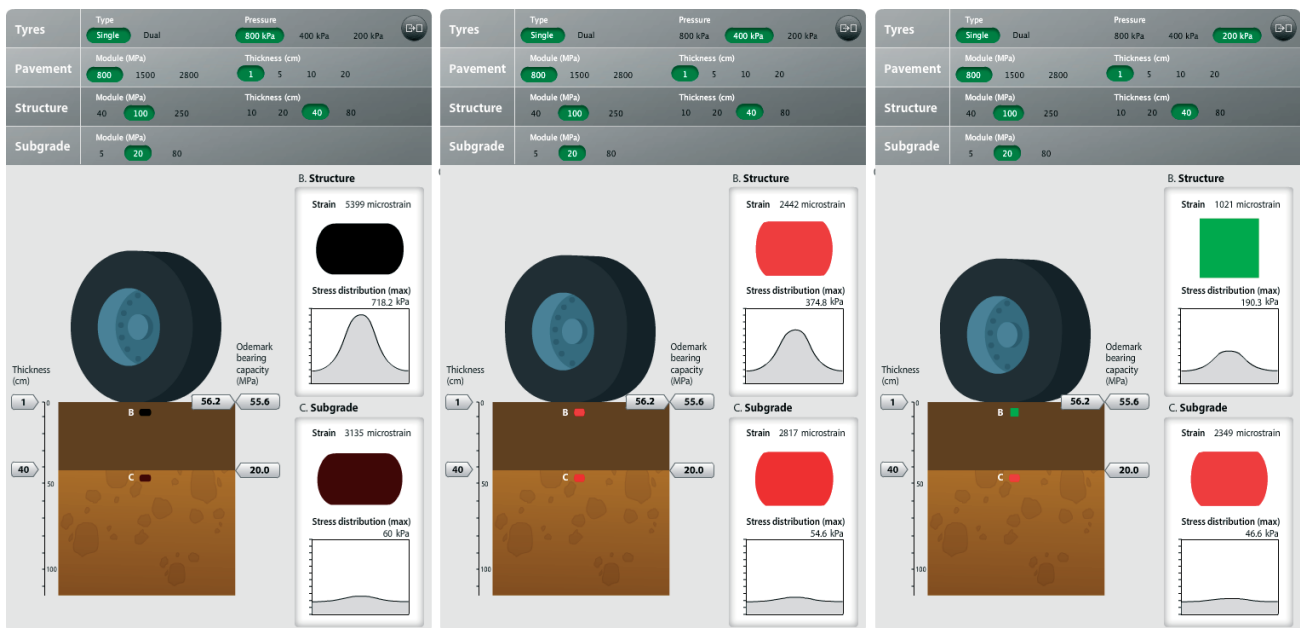 Tyres
Type
Single Dual
Pressure
800 kPa 400 kPa 200 kPa
Pavement
Module (MPa)
800 1500 2800
Thickness (cm)
1 5 10 20
Structure
Module (MPa)
40 100 250
Thickness (cm)
10 20 40 80
Subgrade
Module (MPa)
5 20 80
B. Structure
Strain 5399 microstrain
Stress distribution (max)
718.2 kPa
Thickness
(cm)
Odemark
bearing
capacity
(MPa)
1
0
56.2
55.6
B
40
20.0
C
50
100
C. Subgrade
Strain 3135 microstrain
Stress distribution (max)
60 kPa
Tyres
Type
Single Dual
Pressure
800 kPa 400 kPa 200 kPa
Pavement
Module (MPa)
800 1500 2800
Thickness (cm)
1 5 10 20
Structure
Module (MPa)
40 100 250
Thickness (cm)
10 20 40 80
Subgrade
Module (MPa)
5 20 80
B. Structure
Strain 2442 microstrain
Stress distribution (max)
374.8 kPa
Thickness
(cm)
Odemark
bearing
capacity
(MPa)
1
0
56.2
55.6
B
40
20.0
C
50
100
C. Subgrade
Strain 2817 microstrain
Stress distribution (max)
54.6 kPa
Tyres
Type
Single Dual
Pressure
800 kPa 400 kPa 200 kPa
Pavement
Module (MPa)
800 1500 2800
Thickness (cm)
1 5 10 20
Structure
Module (MPa)
40 100 250
Thickness (cm)
10 20 40 80
Subgrade
Module (MPa)
5 20 80
B. Structure
Strain 1021 microstrain
Stress distribution (max)
190.3 kPa
Thickness
(cm)
Odemark
bearing
capacity
(MPa)
1
0
56.2
55.6
B
40
20.0
C
50
100
C. Subgrade
Strain 2349 microstrain
Stress distribution (max)
46.6 kPa